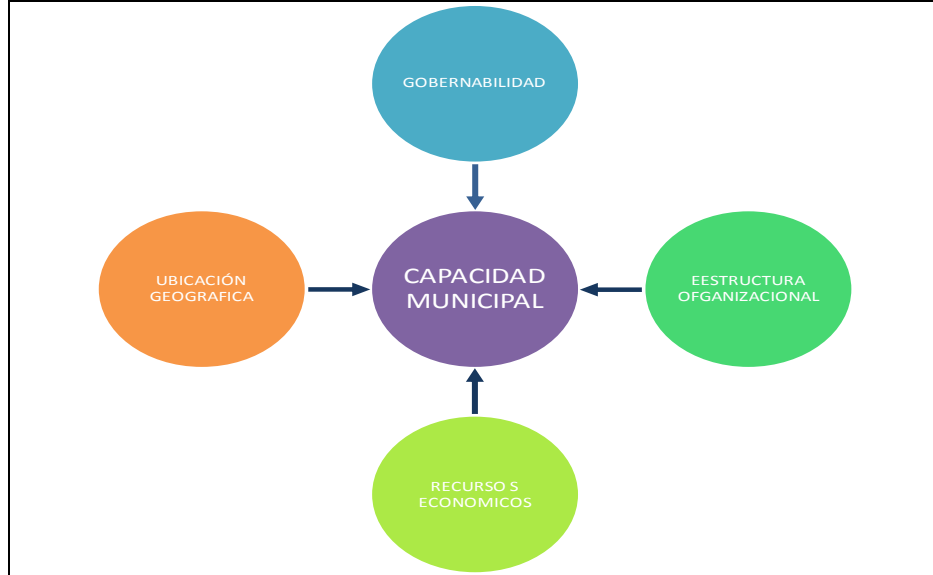 GOBERNABILIDAD
UBICACIÓN
GEOGRAFICA
CAPACIDAD
MUNICIPAL
EESTRUCTURA
OFGANIZACIONAL
RECURSO S
ECONOMICOS